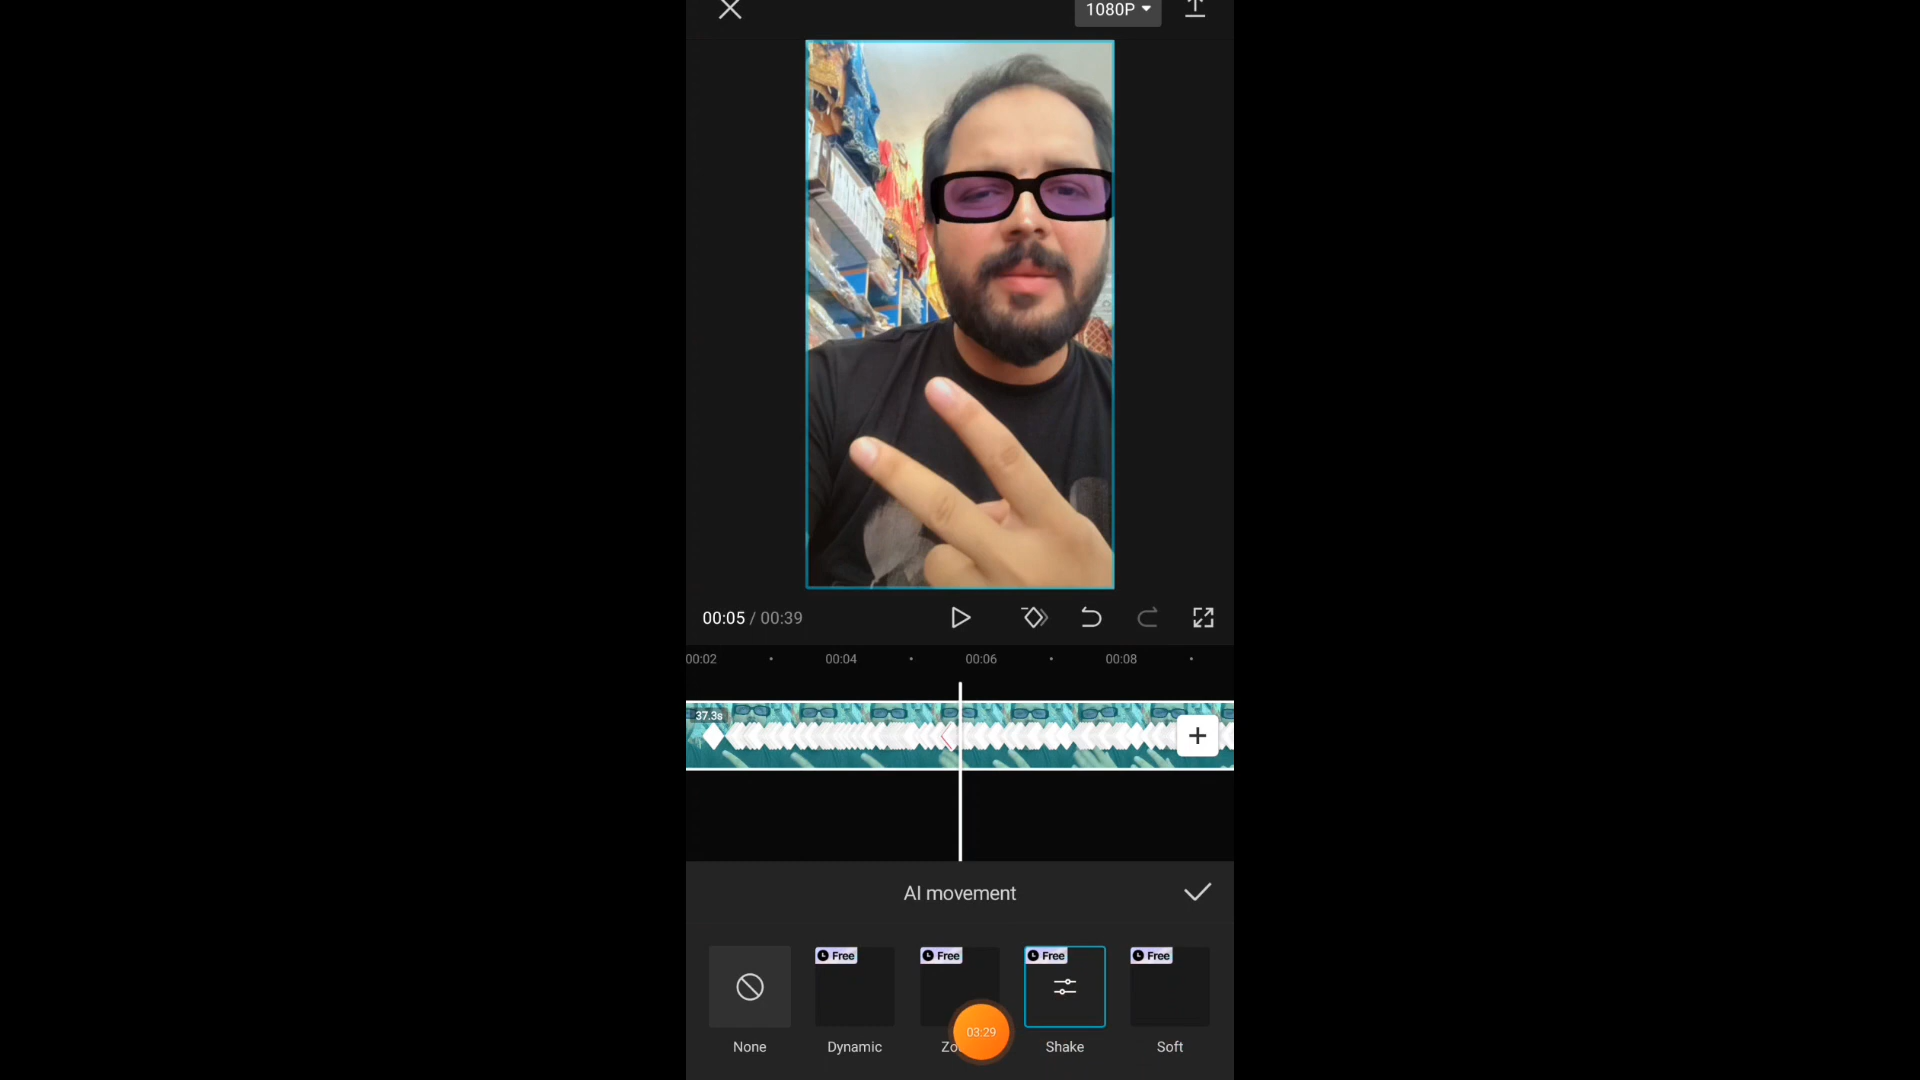 1080P
00:05 / 00:39
00:02 00:04 00:06 00:08
37.3s
AI movement
Free Free Free Free
03:29
None Dynamic Shake Soft